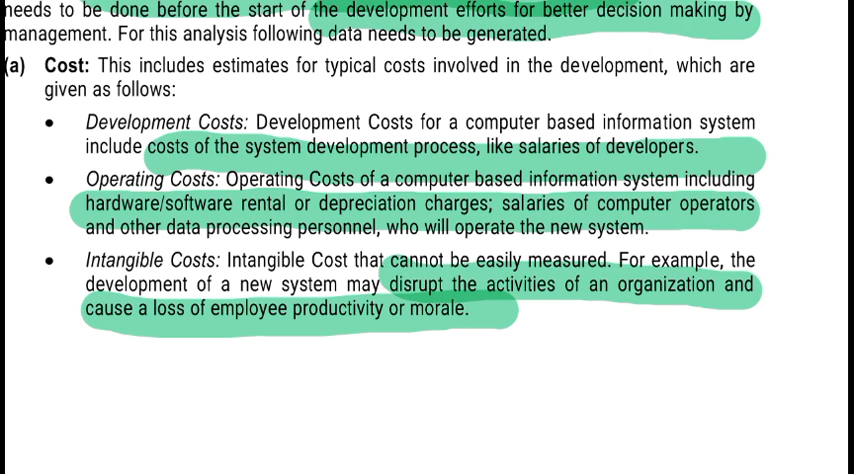 needs to be done before the start of the development efforts for better decision making by
management. For this analysis following data needs to be generated.
(a) Cost: This includes estimates for typical costs involved in the development, which are
given as follows:
• Development Costs: Development Costs for a computer based information system
include costs of the system development process, like salaries of developers.
• Operating Costs: Operating Costs of a computer based information system including
hardware/software rental or depreciation charges; salaries of computer operators
and other data processing personnel, who will operate the new system.
• Intangible Costs: Intangible Cost that cannot be easily measured. For example, the
development of a new system may disrupt the activities of an organization and
cause a loss of employee productivity or morale.